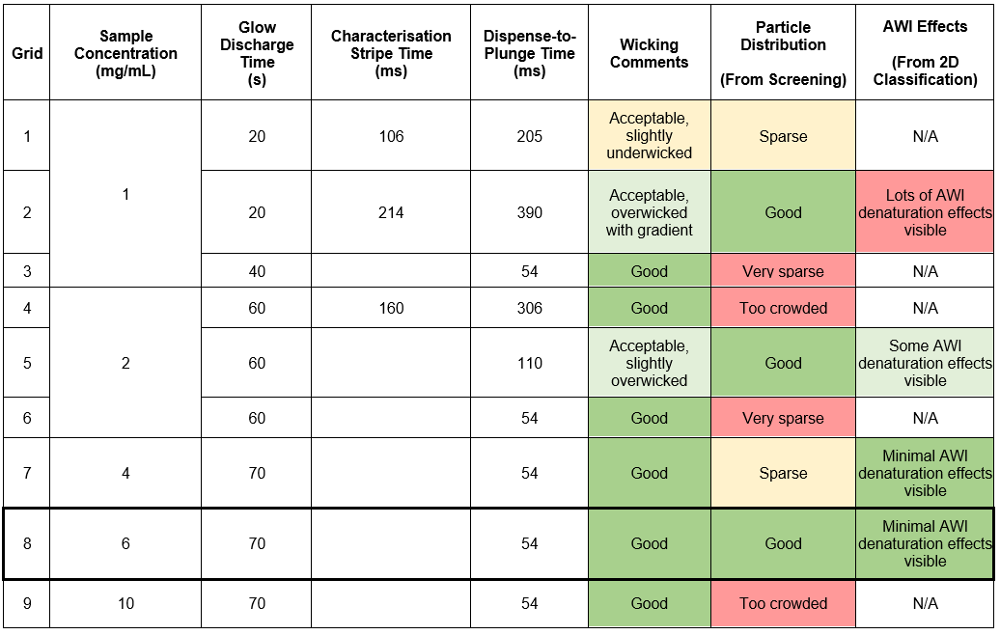 Grid
Sample
Concentration
(mg/mL)
Glow
Discharge
Time
(s)
Characterisation
Stripe Time
(ms)
Dispense-to-
Plunge Time
(ms)
Wicking
Comments
Particle
Distribution
(From Screening)
AWI Effects
(From 2D
Classification)
1
1
20
106
205
Acceptable,
slightly
underwicked
Sparse
N/A
2
20
214
390
Acceptable,
overwicked
with gradient
Good
Lots of AWI
denaturation effects
visible
3
40
54
Good
Very sparse
N/A
4
2
60
160
306
Good
Too crowded
N/A
5
60
110
Acceptable,
slightly
overwicked
Good
Some AWI
denaturation effects
visible
6
60
54
Good
Very sparse
N/A
7
4
70
54
Good
Sparse
Minimal AWI
denaturation effects
visible
8
6
70
54
Good
Good
Minimal AWI
denaturation effects
visible
9
10
70
54
Good
Too crowded
N/A